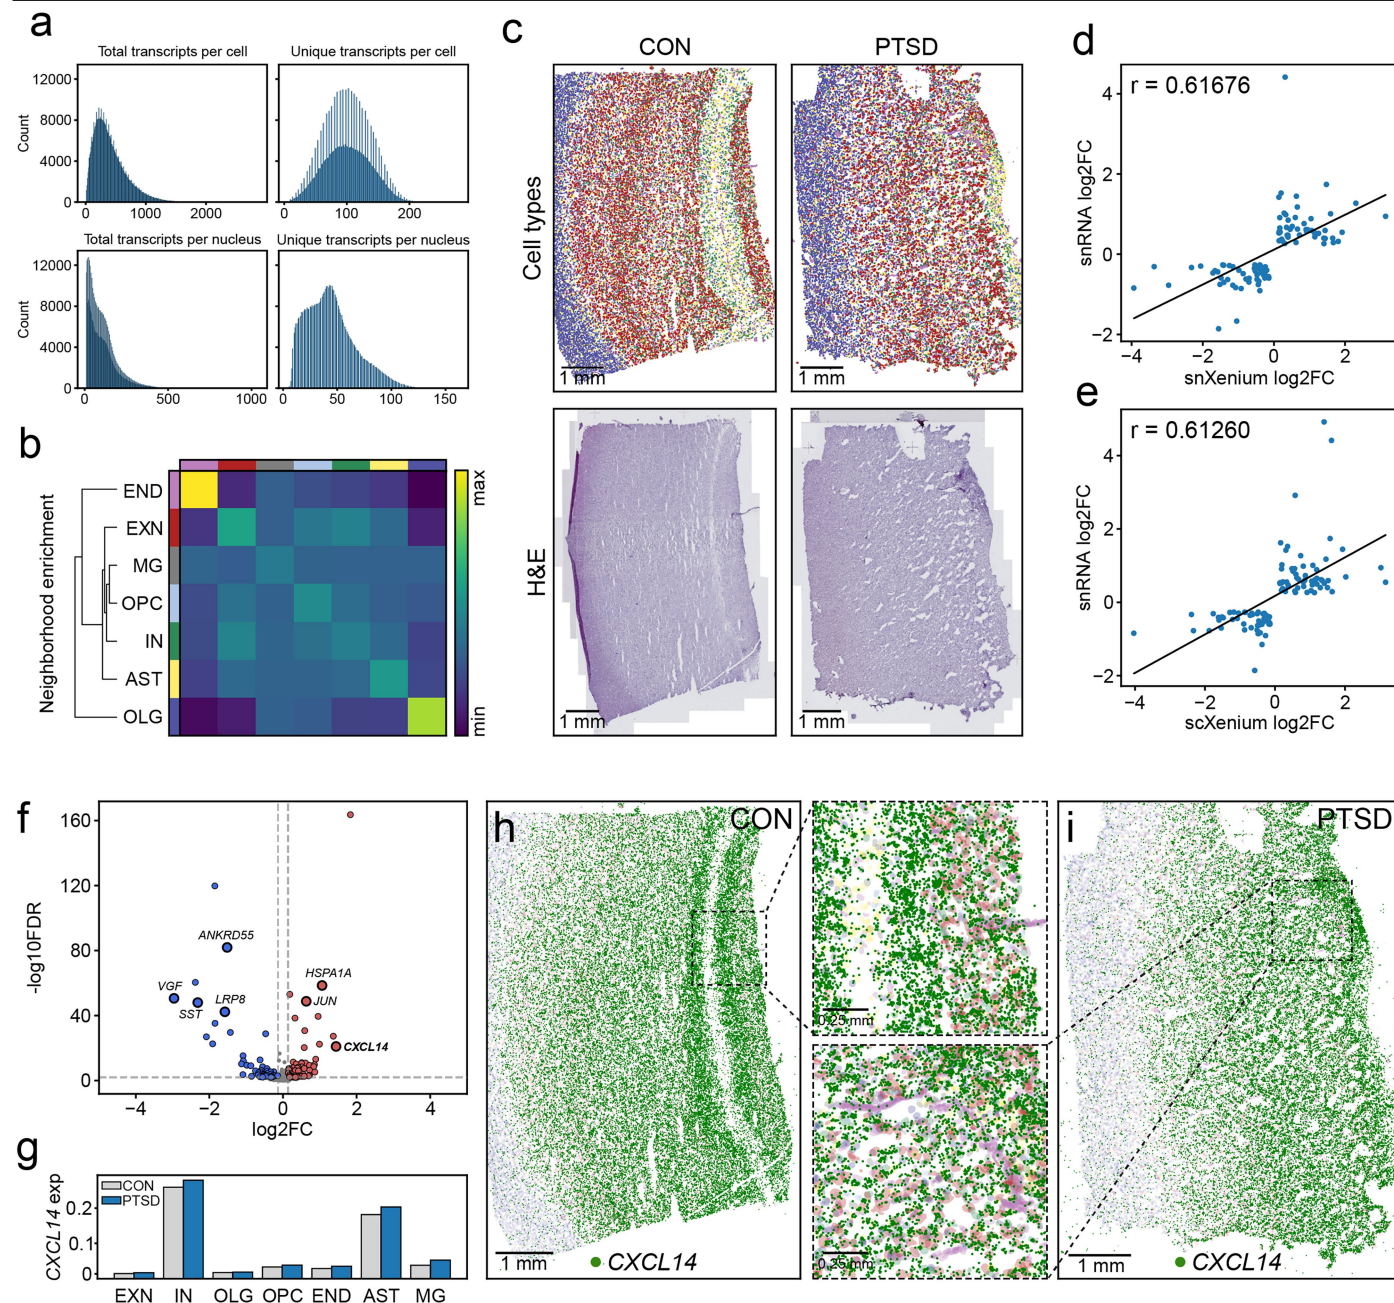 a
Total transcripts per cell
Unique transcripts per cell
Count
12000
8000
4000
0
0 1000 2000
0 100 200
Total transcripts per nucleus
Unique transcripts per nucleus
Count
12000
8000
4000
0
0 500 1000
0 50 100 150
b
Neighborhood enrichment
END
EXN
MG
OPC
IN
AST
OLG
max
min
c
CON
PTSD
Cell types
1 mm
1 mm
H&E
1 mm
1 mm
d
r = 0.61676
snRNA log2FC
4
2
0
−2
−4 −2 0 2
snXenium log2FC
e
r = 0.61260
snRNA log2FC
4
2
0
−2
−4 −2 0 2
scXenium log2FC
f
-log10FDR
160
120
80
40
0
ANKRD55
VGF
SST
LRP8
HSPA1A
JUN
CXCL14
−4 −2 0 2 4
log2FC
g
CXCL14 exp
CON
PTSD
0.2
0.1
0
EXN IN OLG OPC END AST MG
h
CON
1 mm
CXCL14
0.25 mm
0.25 mm
i
PTSD
1 mm
CXCL14